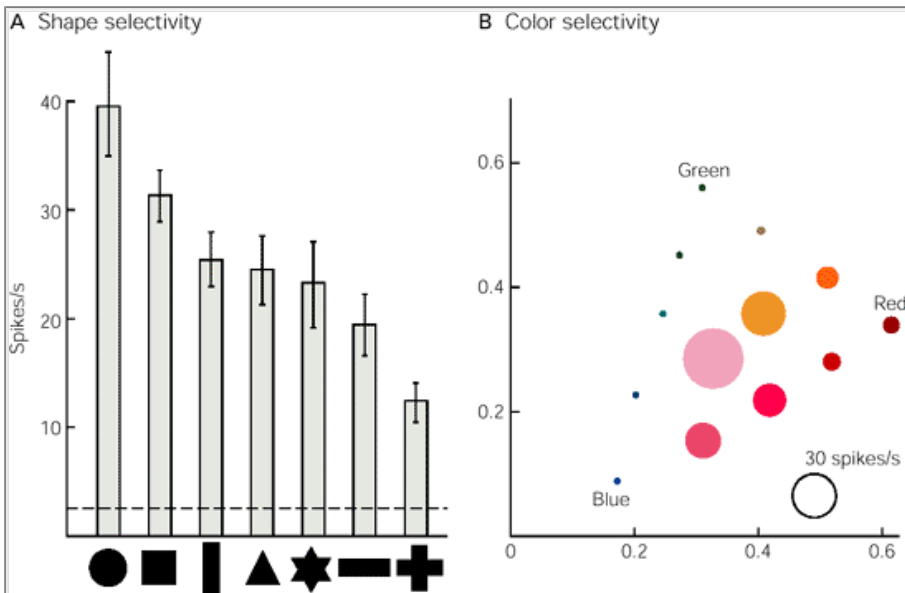 A Shape selectivity
Spikes/s
40
30
20
10
B Color selectivity
0.6
0.4
0.2
Green
Red
30 spikes/s
Blue
0
0.2
0.4
0.6